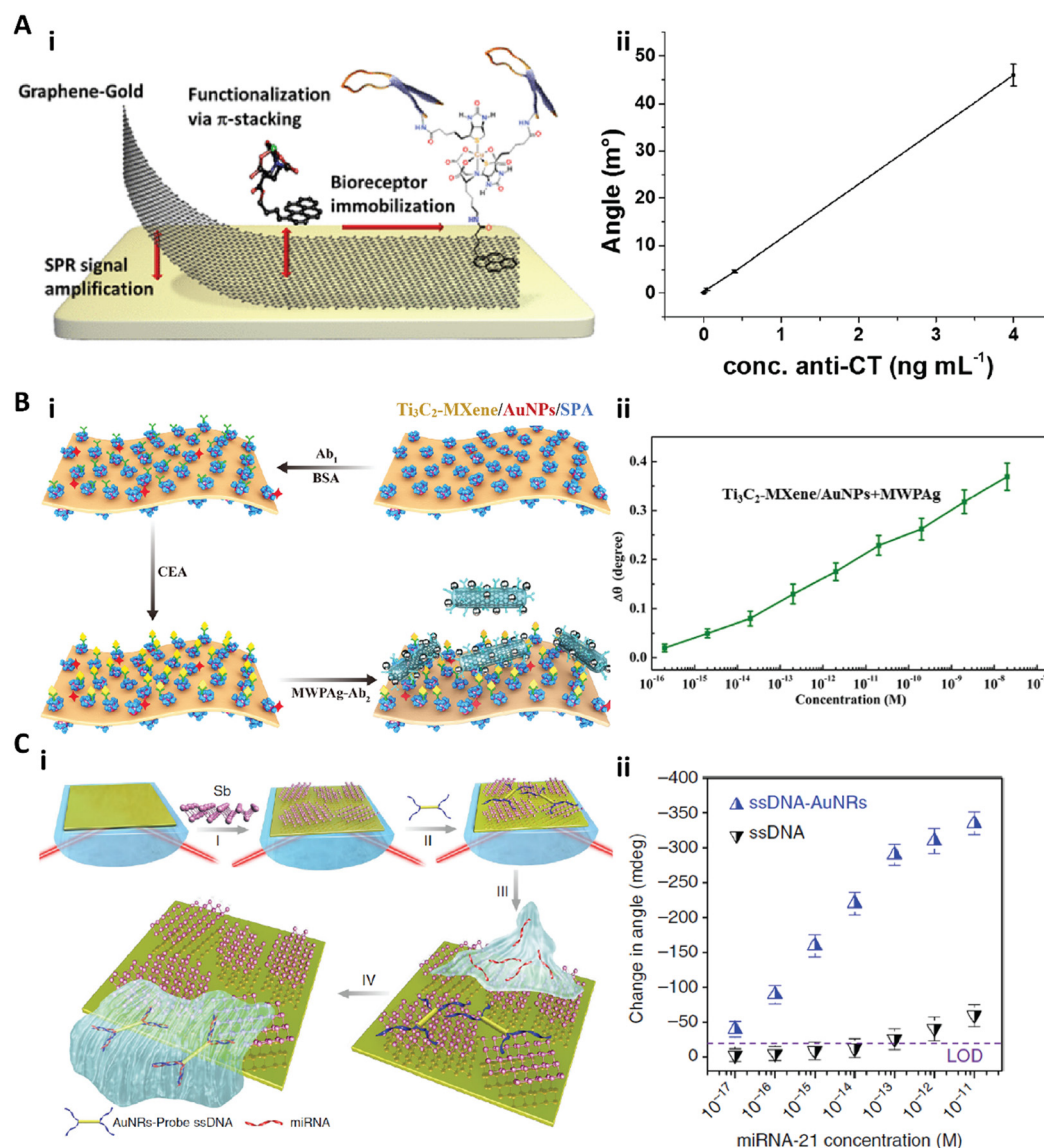 A
i
Graphene-Gold
Functionalization
via π-stacking
Bioreceptor
immobilization
SPR signal
amplification
ii
Angle (m°)
50
40
30
20
10
0
0
1
2
3
4
conc. anti-CT (ng mL⁻¹)
B
i
Ti₃C₂-MXene/AuNPs/SPA
Ab₁
BSA
CEA
MWPAg-Ab₂
ii
Ti₃C₂-MXene/AuNPs+MWPAg
Δθ (degree)
0.4
0.3
0.2
0.1
0.0
10⁻¹⁶ 10⁻¹⁵ 10⁻¹⁴ 10⁻¹³ 10⁻¹² 10⁻¹¹ 10⁻¹⁰ 10⁻⁹ 10⁻⁸ 10⁻⁷
Concentration (M)
C
i
Sb
I
II
III
IV
AuNRs-Probe ssDNA
miRNA
ii
ssDNA-AuNRs
ssDNA
Change in angle (mdeg)
−400
−350
−300
−250
−200
−150
−100
−50
0
LOD
10⁻¹⁷ 10⁻¹⁶ 10⁻¹⁵ 10⁻¹⁴ 10⁻¹³ 10⁻¹² 10⁻¹¹
miRNA-21 concentration (M)